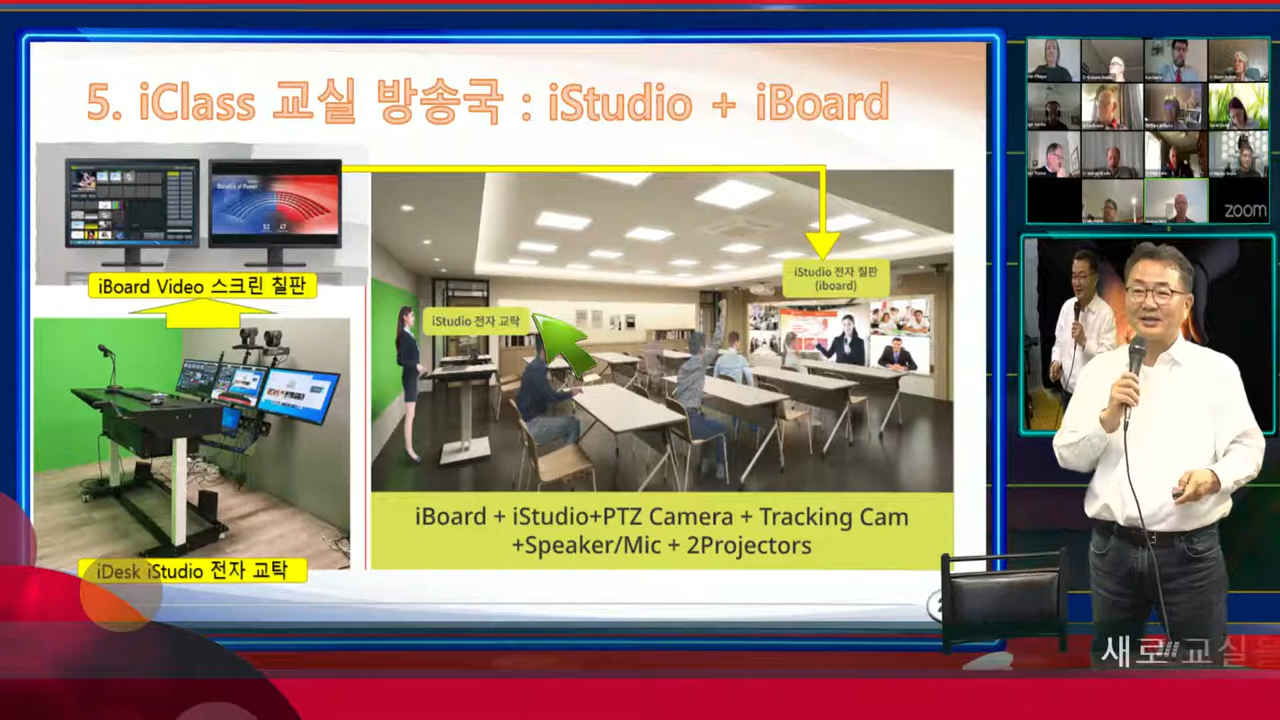 5. iClass 교실 방송국 : iStudio + iBoard
Balance of Power
53 47
iBoard Video 스크린 칠판
iStudio 전자 칠판
(iboard)
iStudio 전자 교탁
iBoard + iStudio+PTZ Camera + Tracking Cam
+Speaker/Mic + 2Projectors
iDesk iStudio 전자 교탁
zoom
새로 교실